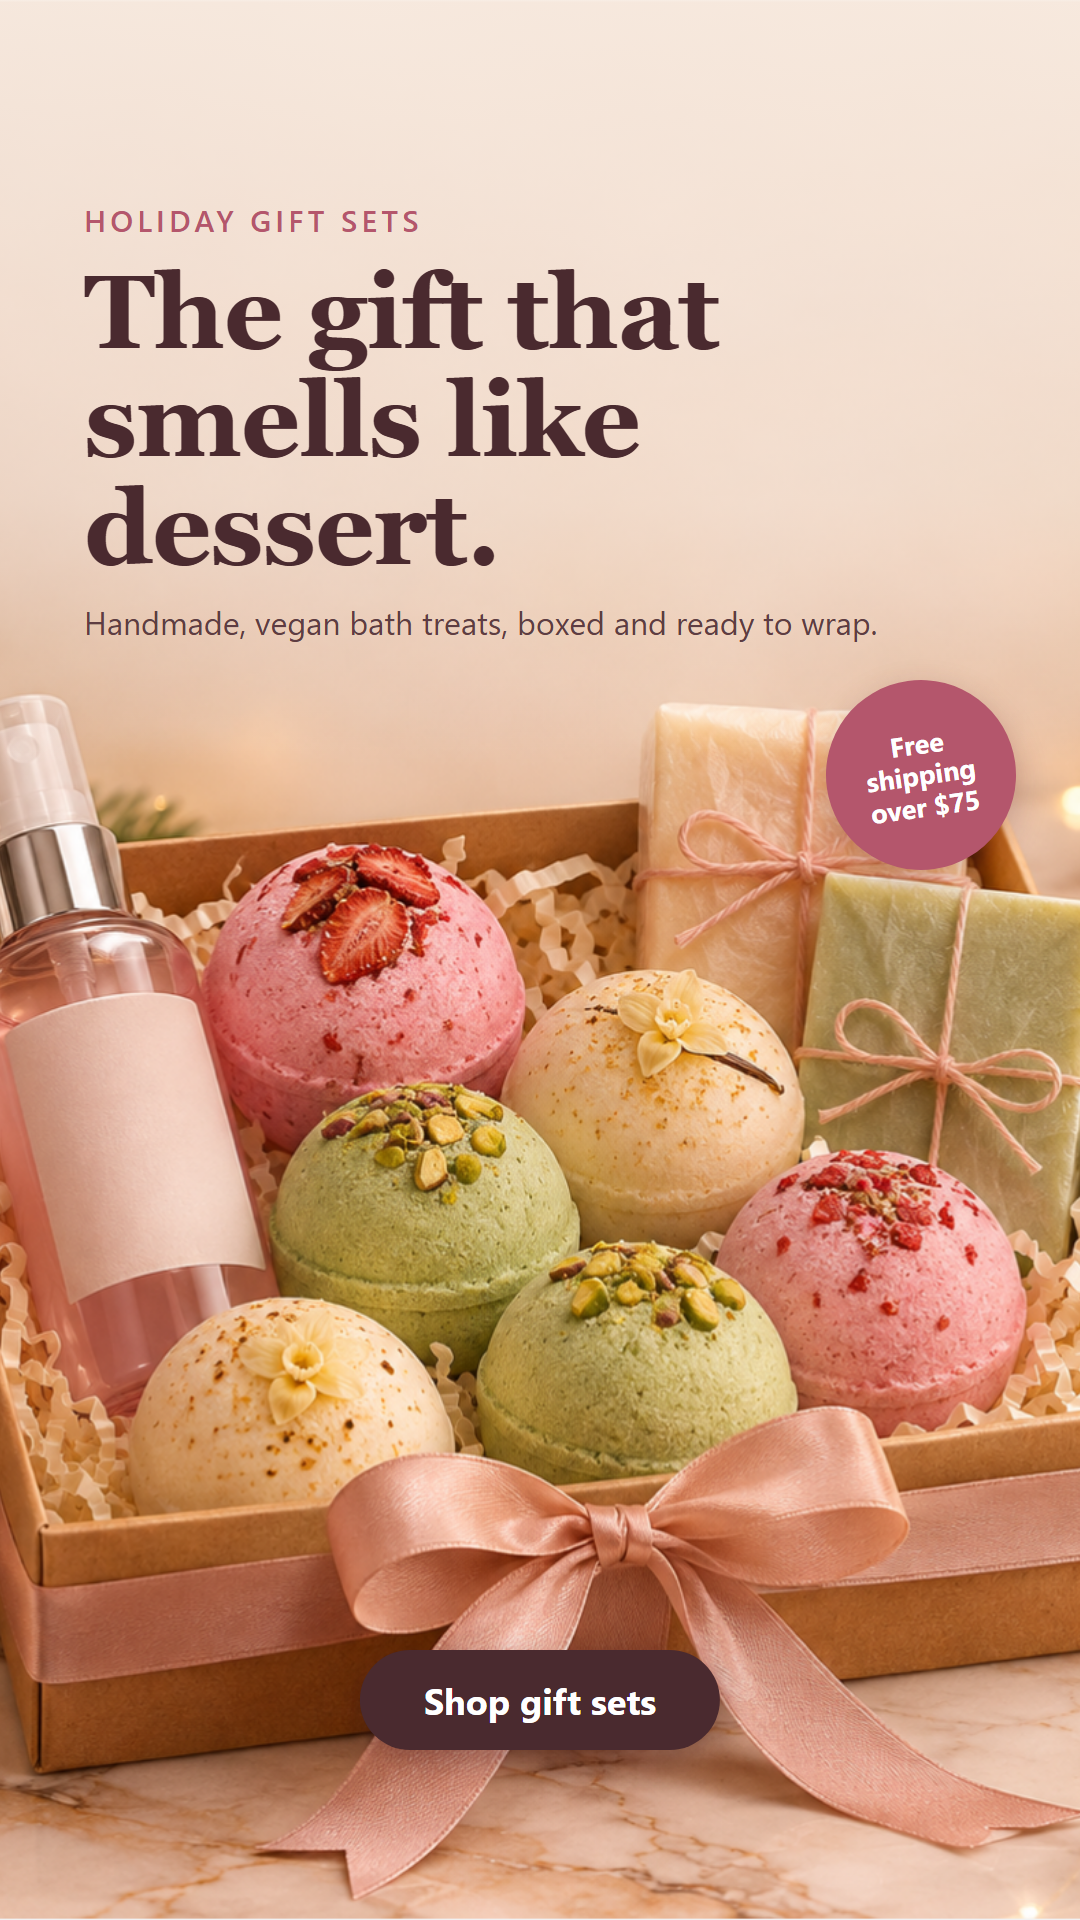 HOLIDAY GIFT SETS
The gift that
smells like
dessert.
Handmade, vegan bath treats, boxed and ready to wrap.
Free
shipping
over $75
Shop gift sets